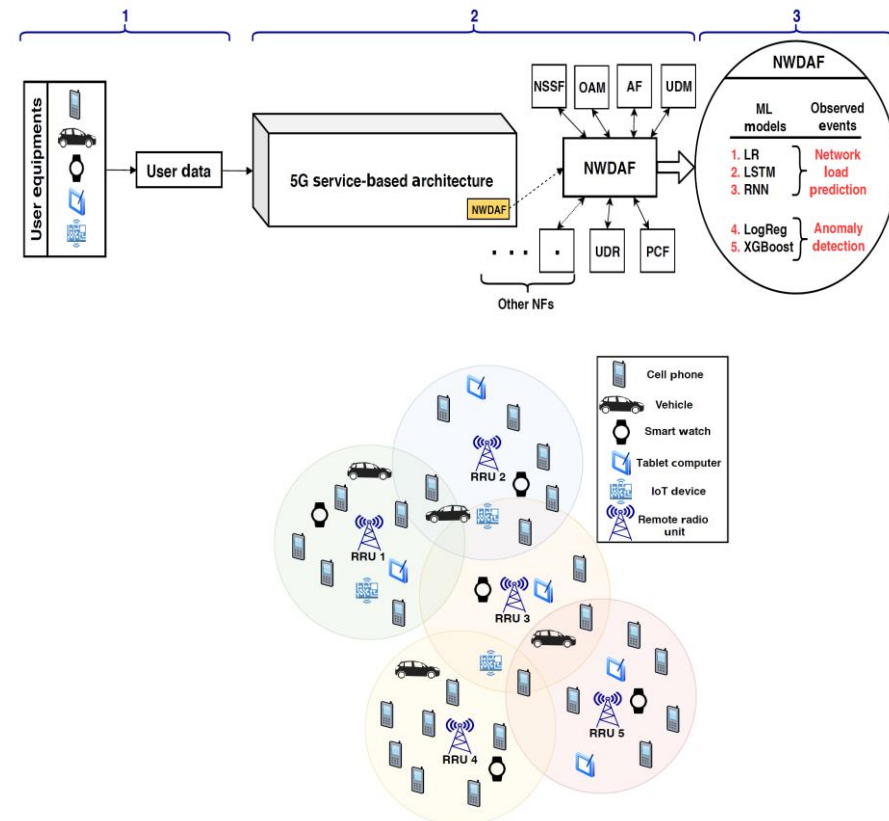 1
2
3
User equipments
User data
5G service-based architecture
NWDAF
NSSF
OAM
AF
UDM
NWDAF
. . . .
UDR
PCF
Other NFs
NWDAF
ML models
Observed events
1. LR
2. LSTM
3. RNN
Network load prediction
4. LogReg
5. XGBoost
Anomaly detection
Cell phone
Vehicle
Smart watch
Tablet computer
IoT device
Remote radio unit
RRU 2
RRU 1
RRU 3
RRU 5
RRU 4